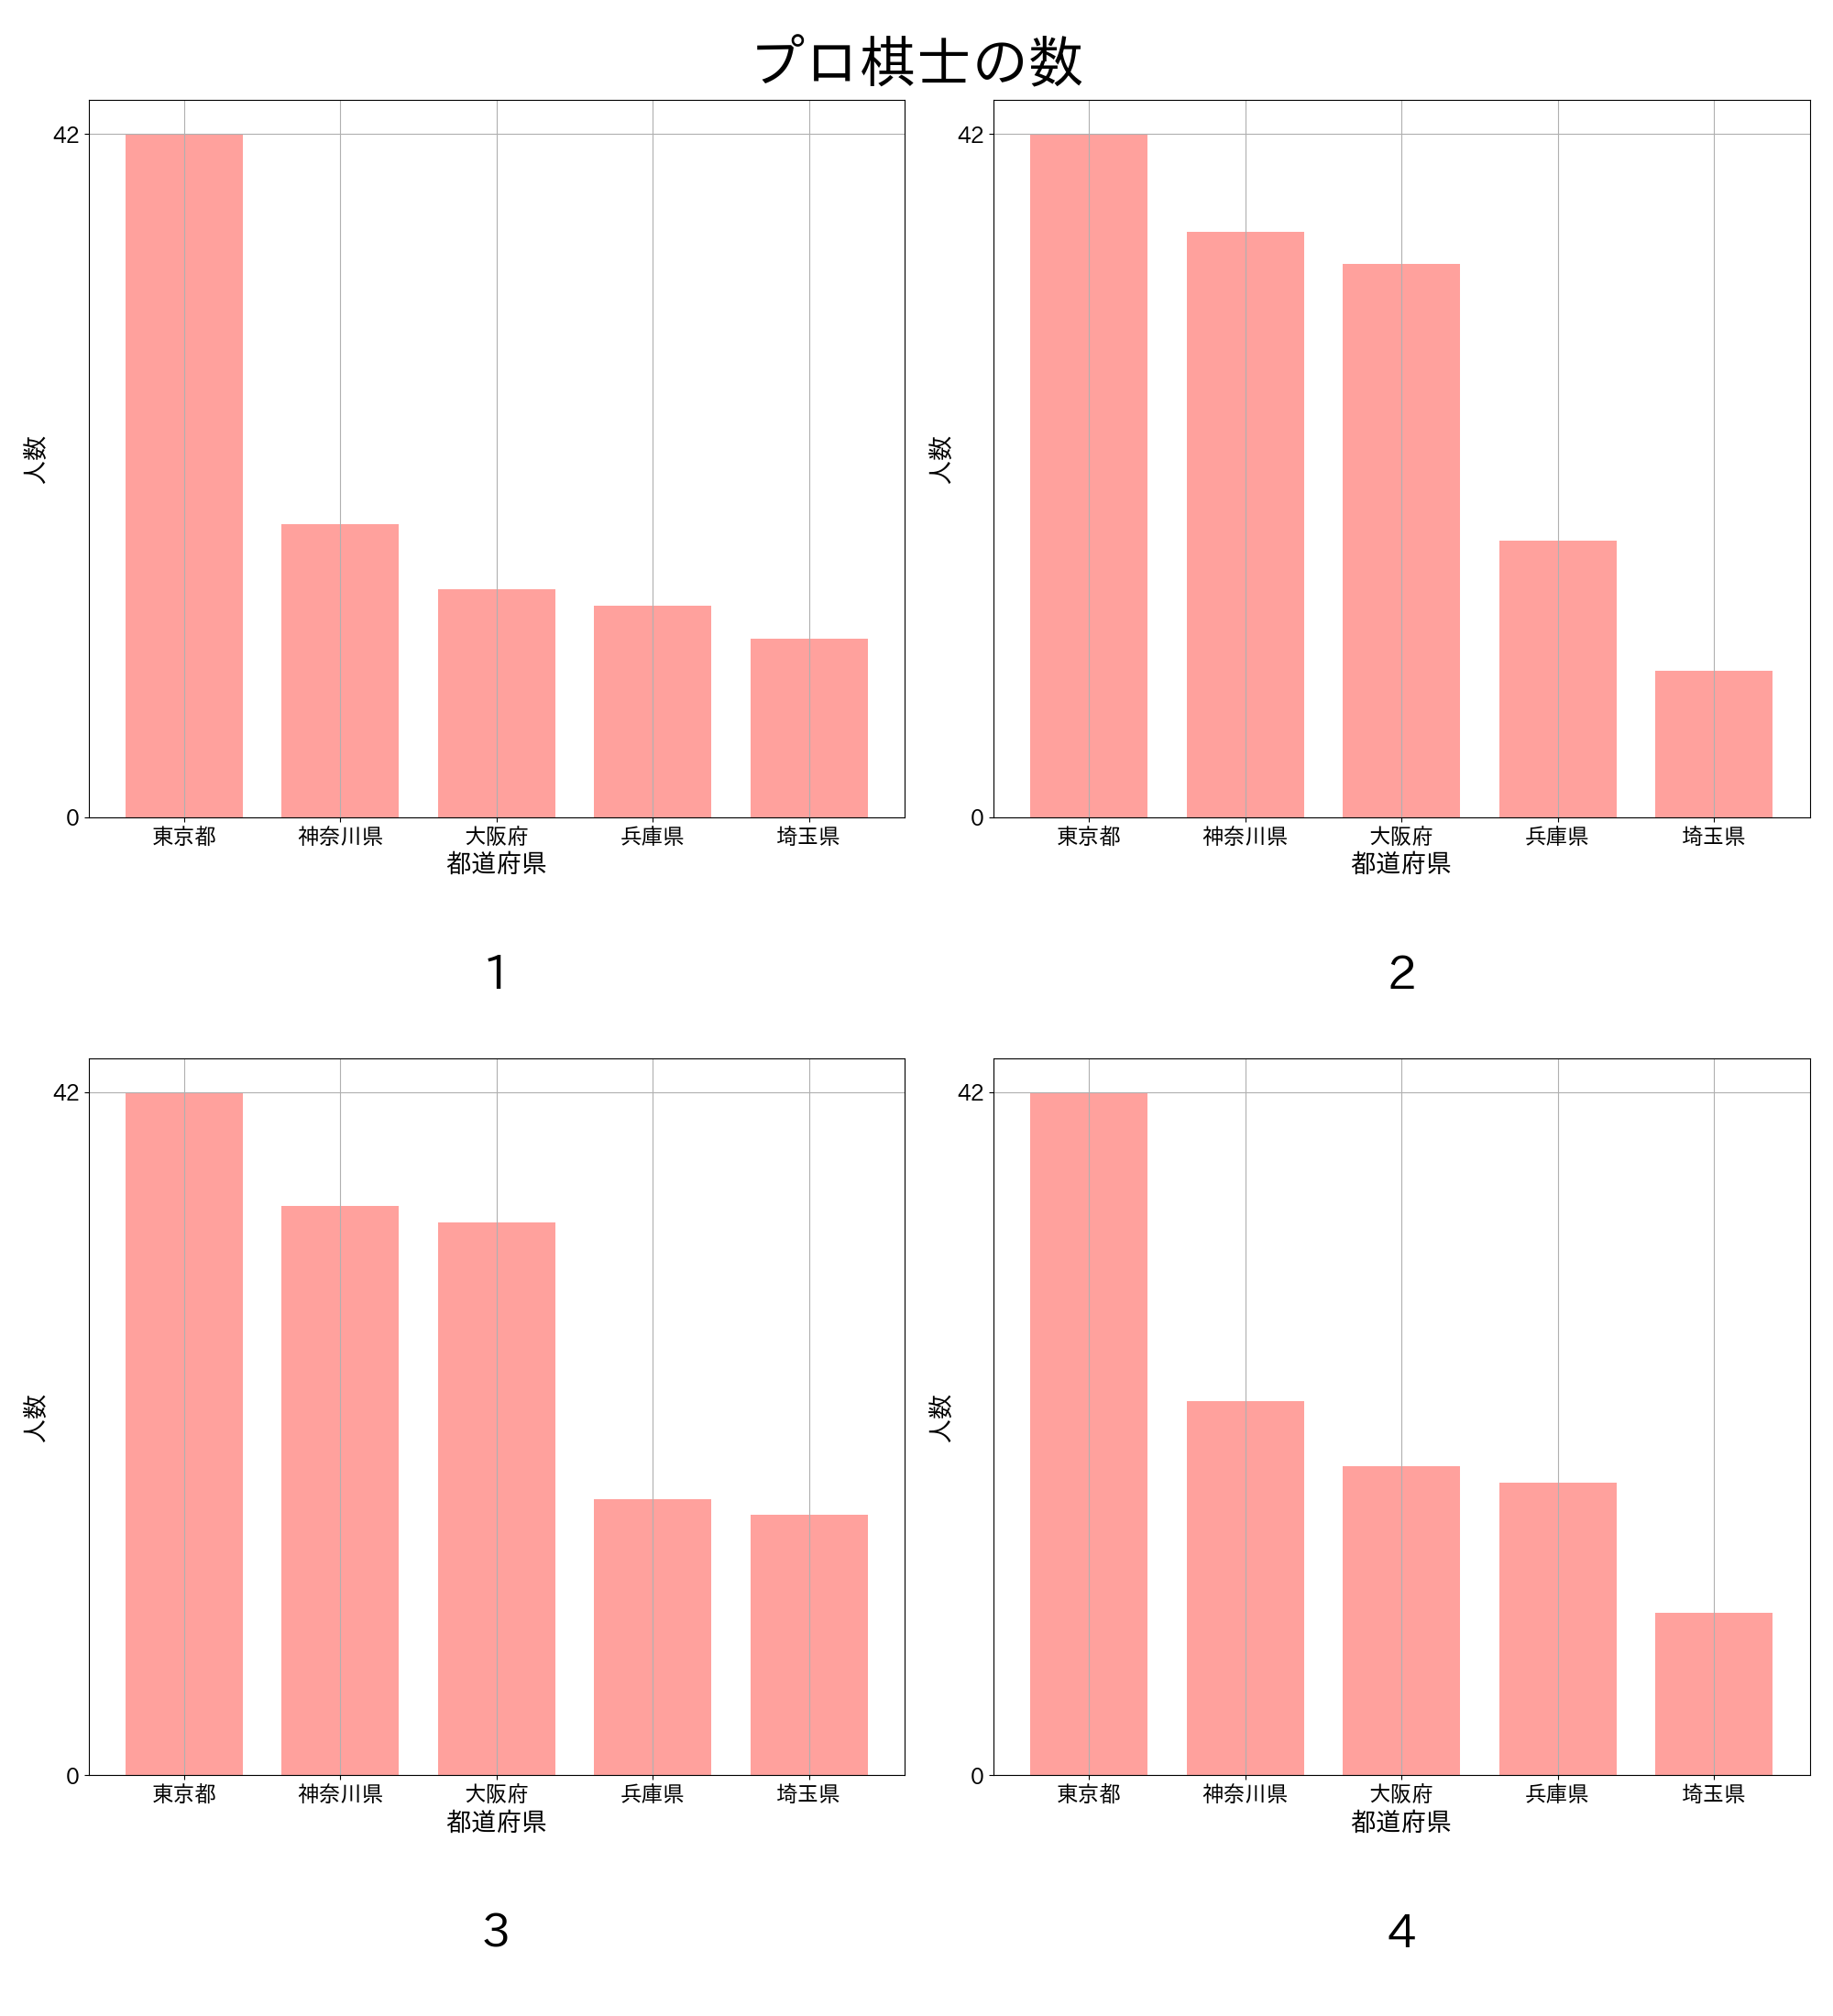 プロ棋士の数
42
0
人数
東京都 神奈川県 大阪府 兵庫県 埼玉県
都道府県
1
42
0
人数
東京都 神奈川県 大阪府 兵庫県 埼玉県
都道府県
2
42
0
人数
東京都 神奈川県 大阪府 兵庫県 埼玉県
都道府県
3
42
0
人数
東京都 神奈川県 大阪府 兵庫県 埼玉県
都道府県
4